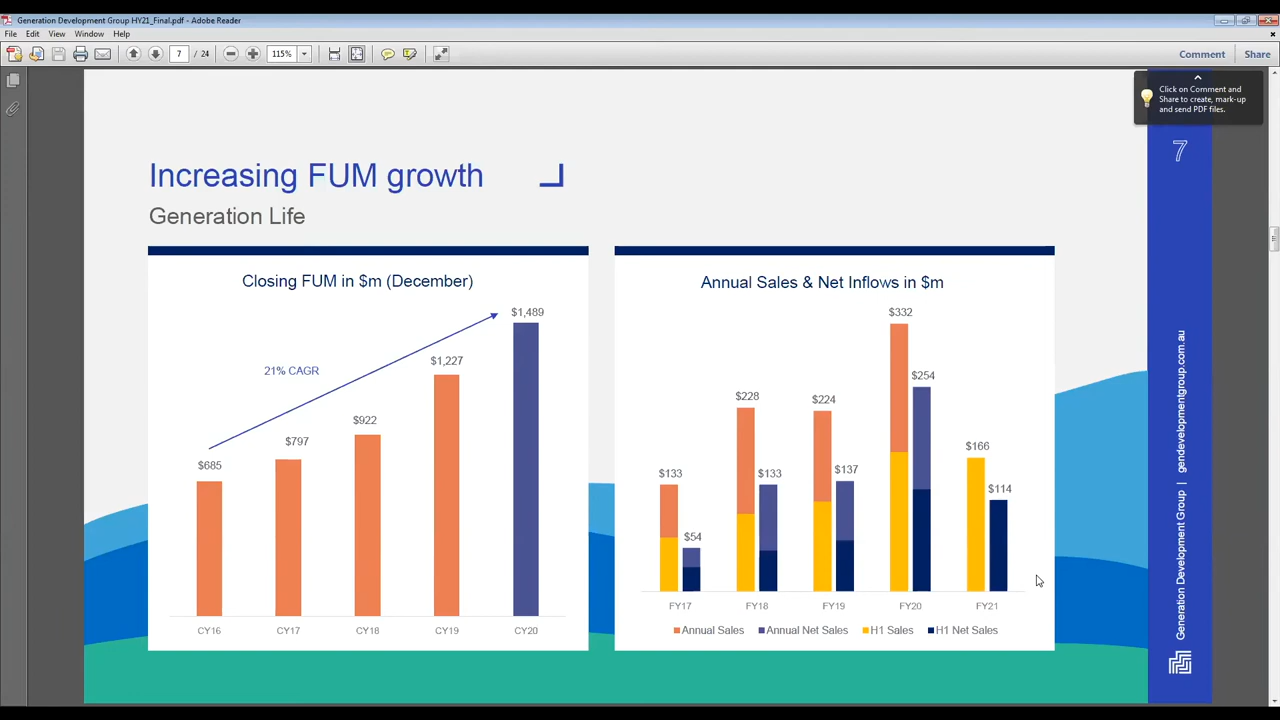 Generation Development Group HY21_Final.pdf - Adobe Reader
File Edit View Window Help
7 / 24 115% Comment Share
Click on Comment and
Share to create, mark-up
and send PDF files.
7
Increasing FUM growth
Generation Life
Closing FUM in $m (December)
$1,489
$1,227
21% CAGR
$922
$797
$685
CY16 CY17 CY18 CY19 CY20
Annual Sales & Net Inflows in $m
$332
$254
$228
$224
$166
$133
$133
$137
$114
$54
FY17 FY18 FY19 FY20 FY21
Annual Sales Annual Net Sales H1 Sales H1 Net Sales
Generation Development Group | gendevelopmentgroup.com.au